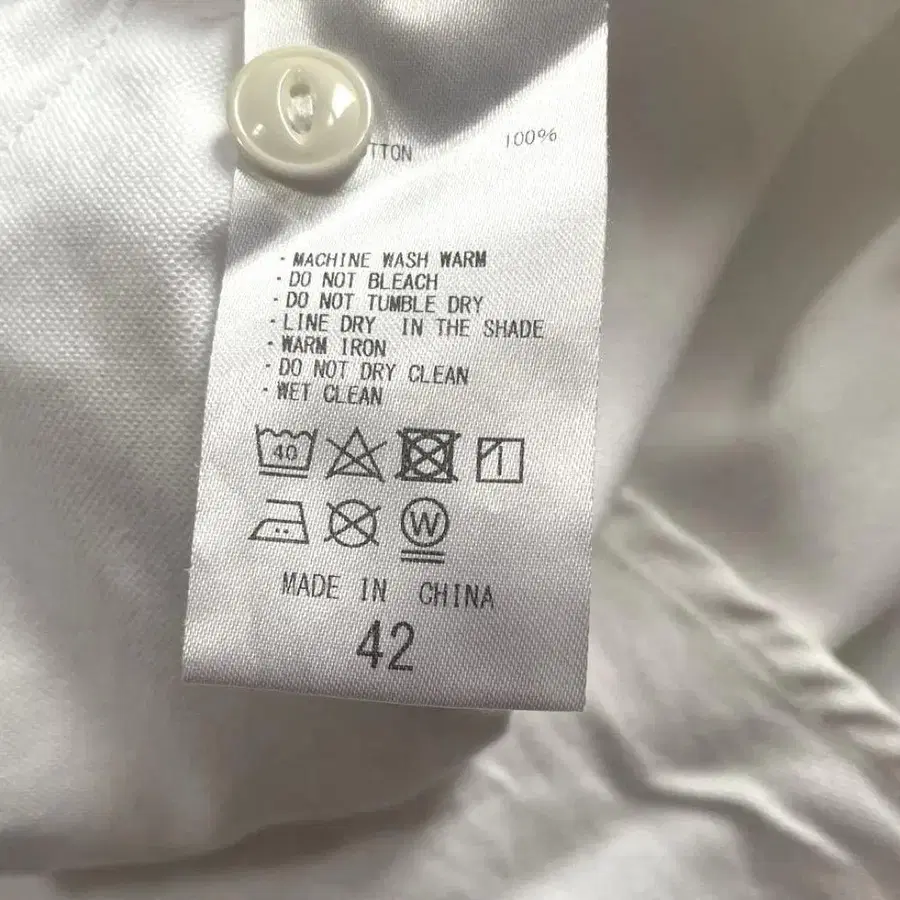 TTON 100%
· MACHINE WASH WARM
· DO NOT BLEACH
· DO NOT TUMBLE DRY
· LINE DRY IN THE SHADE
· WARM IRON
· DO NOT DRY CLEAN
· WET CLEAN
40
W
MADE IN CHINA
42